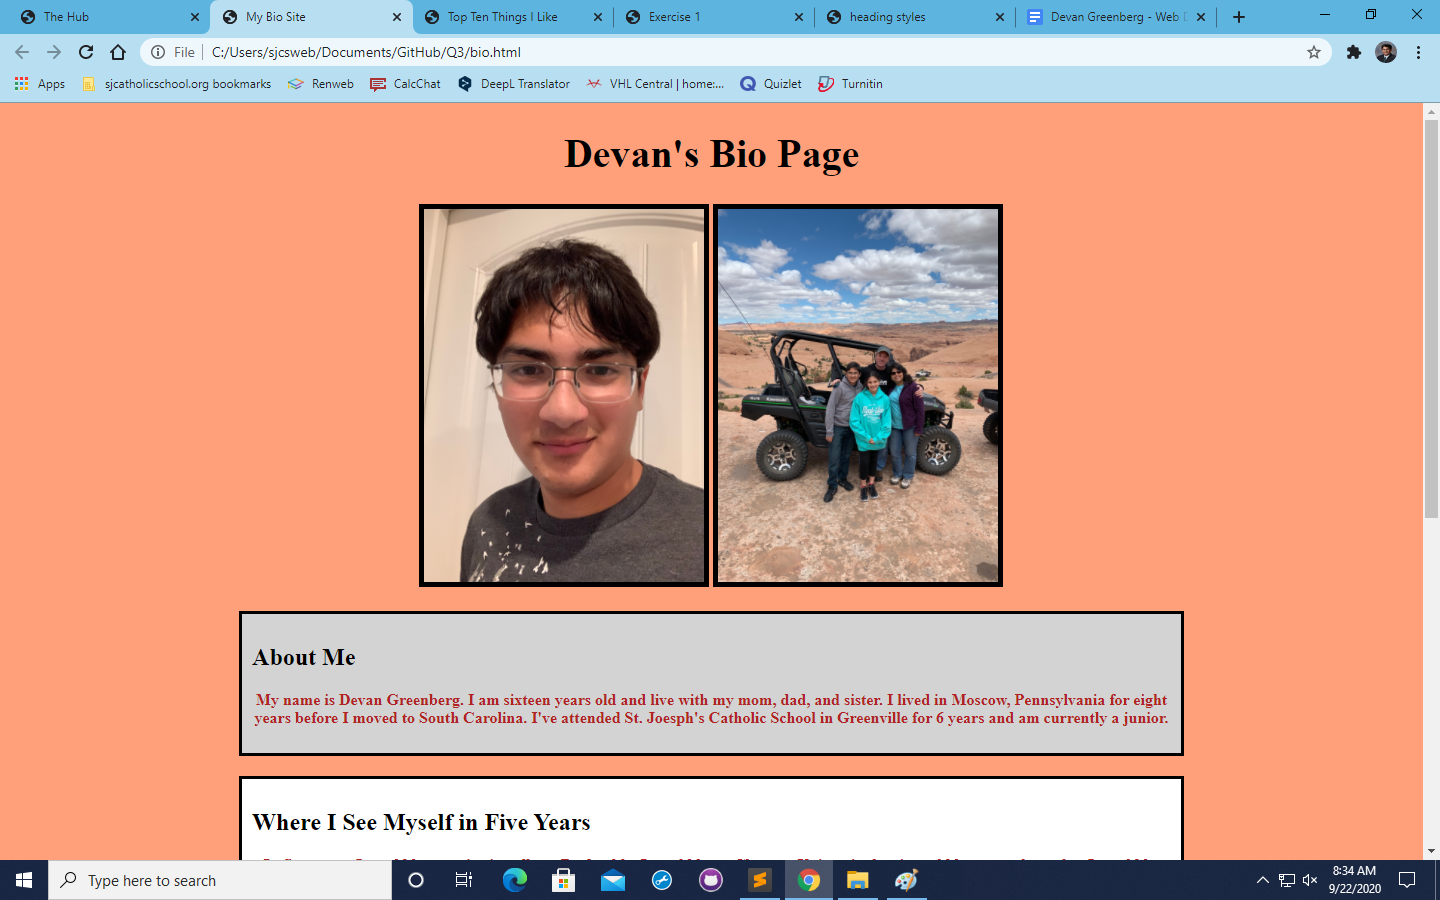 The Hub
My Bio Site
Top Ten Things I Like
Exercise 1
heading styles
Devan Greenberg - Web
File
C:/Users/sjcsweb/Documents/GitHub/Q3/bio.html
Apps
sjcatholicschool.org bookmarks
Renweb
CalcChat
DeepL Translator
VHL Central | home:...
Quizlet
Turnitin
Devan's Bio Page
About Me
My name is Devan Greenberg. I am sixteen years old and live with my mom, dad, and sister. I lived in Moscow, Pennsylvania for eight
years before I moved to South Carolina. I've attended St. Joesph's Catholic School in Greenville for 6 years and am currently a junior.
Where I See Myself in Five Years
Type here to search
8:34 AM
9/22/2020